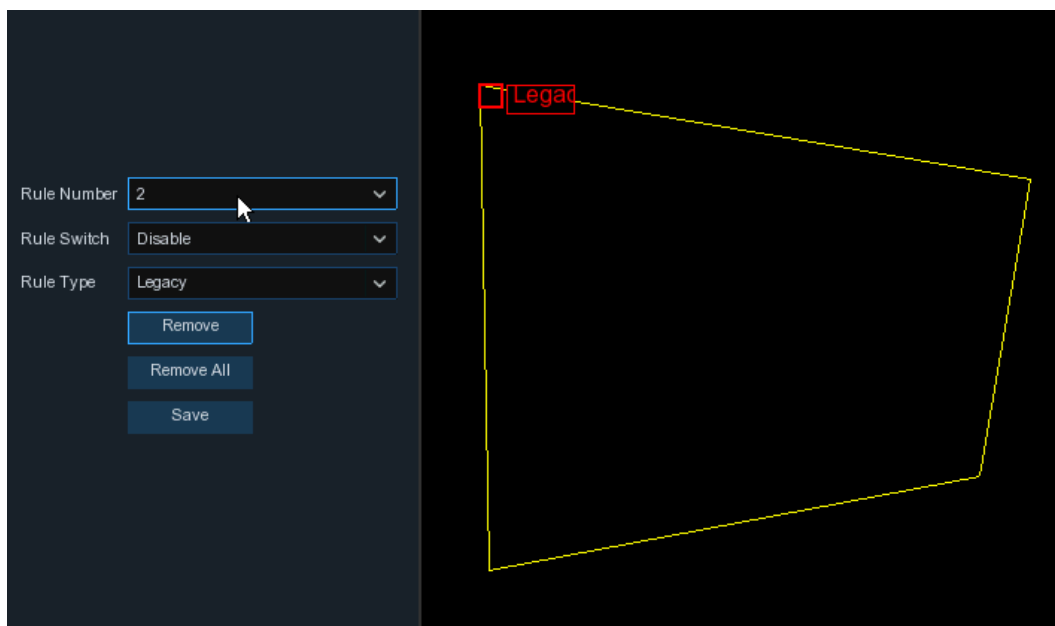 Rule Number 2
Rule Switch Disable
Rule Type Legacy
Remove
Remove All
Save
Legac